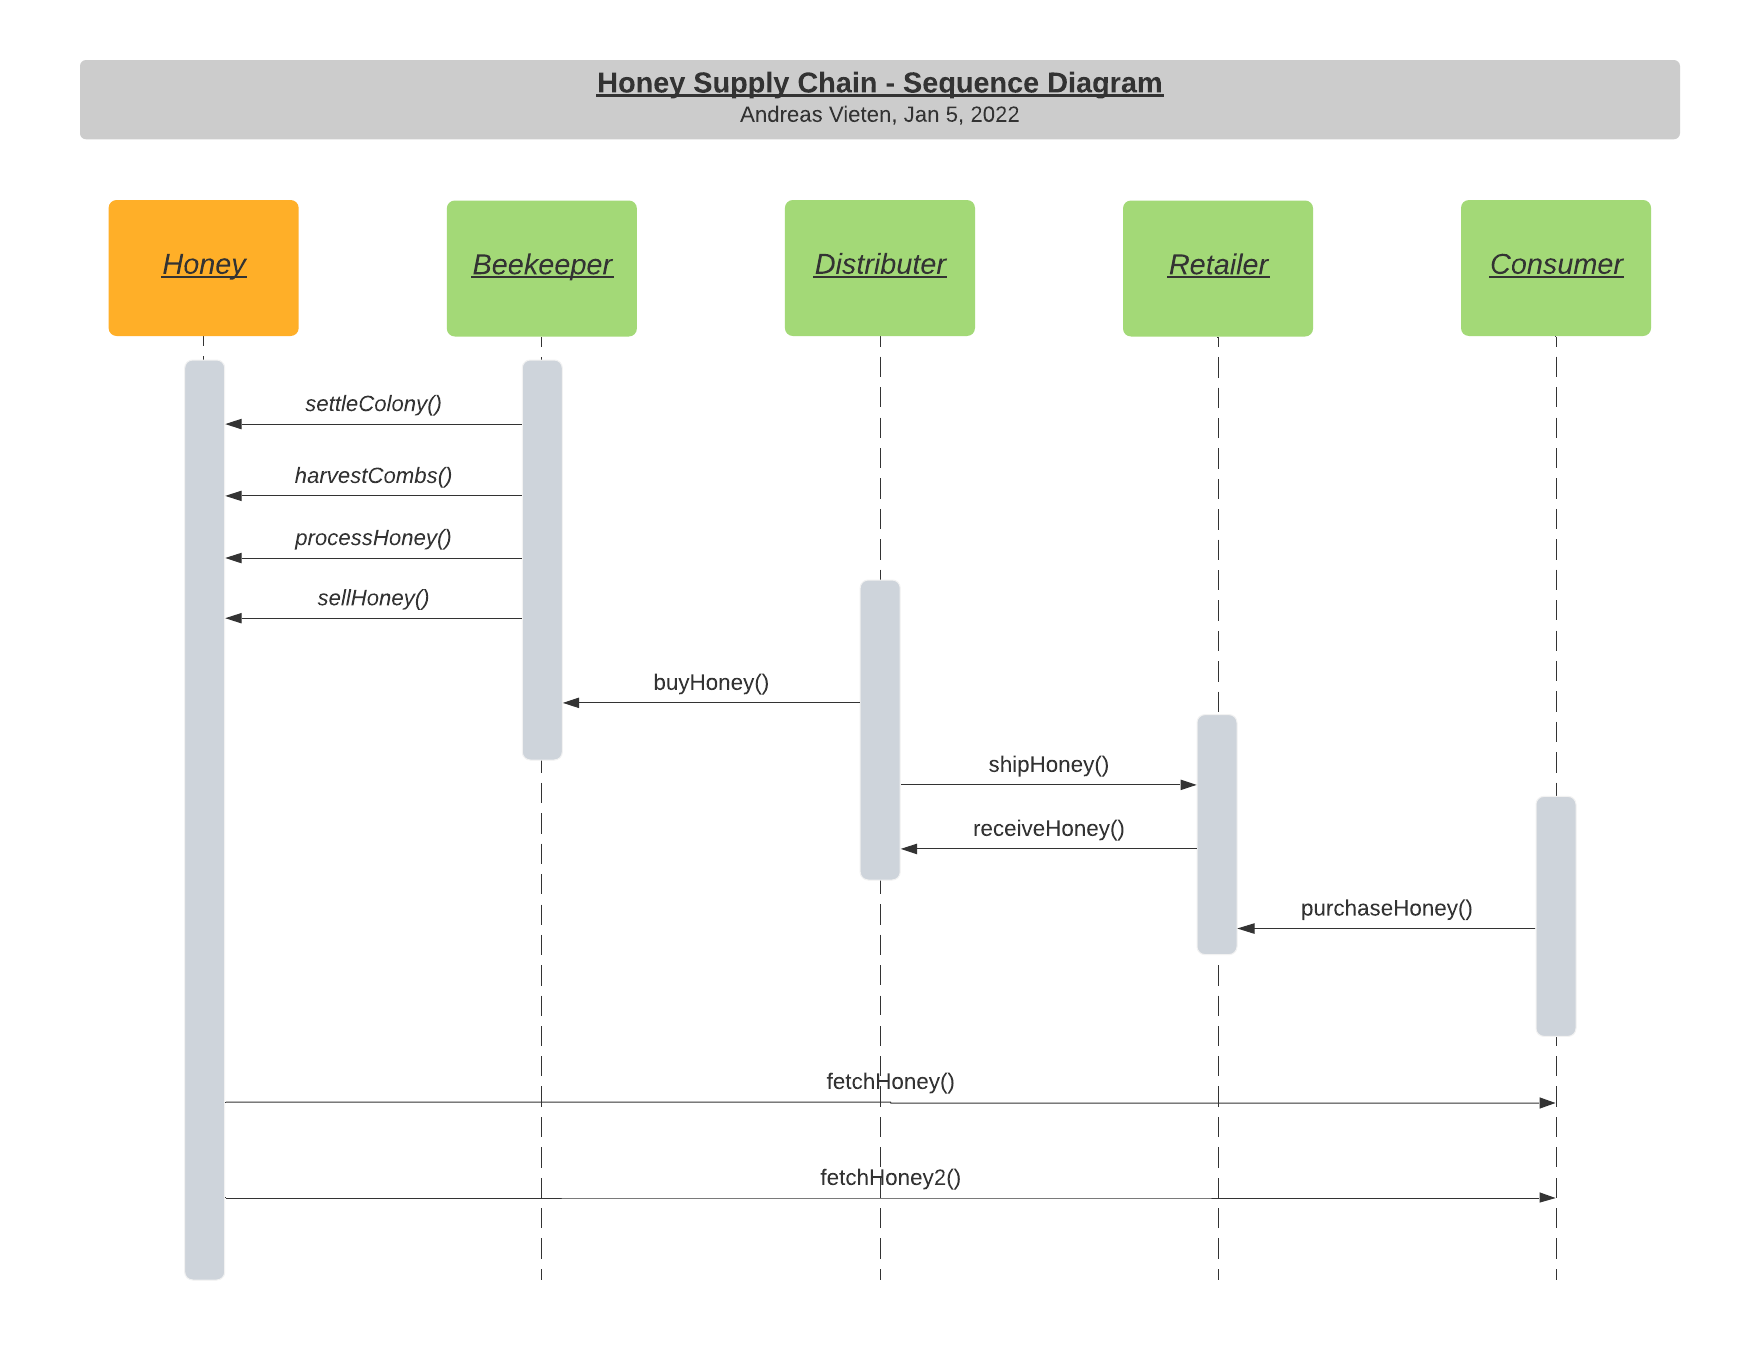 Honey Supply Chain - Sequence Diagram
Andreas Vieten, Jan 5, 2022
Honey
Beekeeper
Distributer
Retailer
Consumer
settleColony()
harvestCombs()
processHoney()
sellHoney()
buyHoney()
shipHoney()
receiveHoney()
purchaseHoney()
fetchHoney()
fetchHoney2()